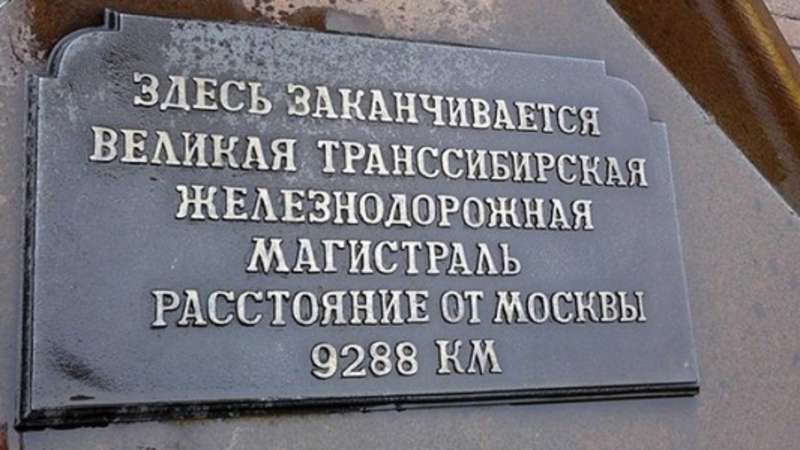 ЗДЕСЬ ЗАКАНЧИВАЕТСЯ
ВЕЛИКАЯ ТРАНССИБИРСКАЯ
ЖЕЛЕЗНОДОРОЖНАЯ
МАГИСТРАЛЬ
РАССТОЯНИЕ ОТ МОСКВЫ
9288 КМ